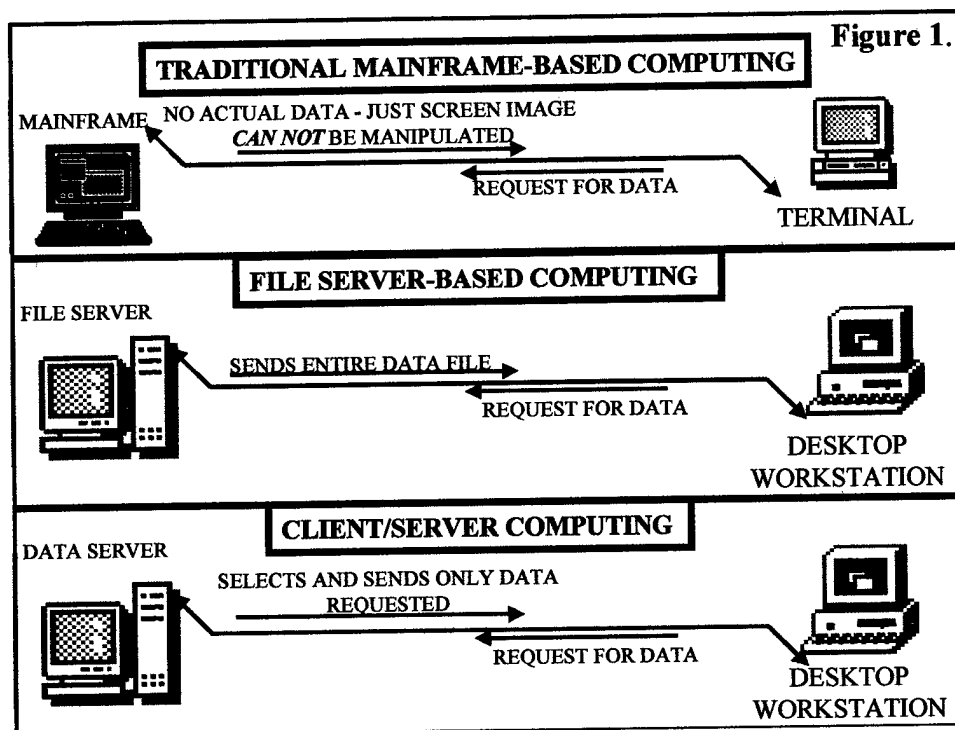 Figure 1.
TRADITIONAL MAINFRAME-BASED COMPUTING
MAINFRAME
NO ACTUAL DATA - JUST SCREEN IMAGE
CAN NOT BE MANIPULATED
REQUEST FOR DATA
TERMINAL
FILE SERVER-BASED COMPUTING
FILE SERVER
SENDS ENTIRE DATA FILE
REQUEST FOR DATA
DESKTOP
WORKSTATION
CLIENT/SERVER COMPUTING
DATA SERVER
SELECTS AND SENDS ONLY DATA
REQUESTED
REQUEST FOR DATA
DESKTOP
WORKSTATION